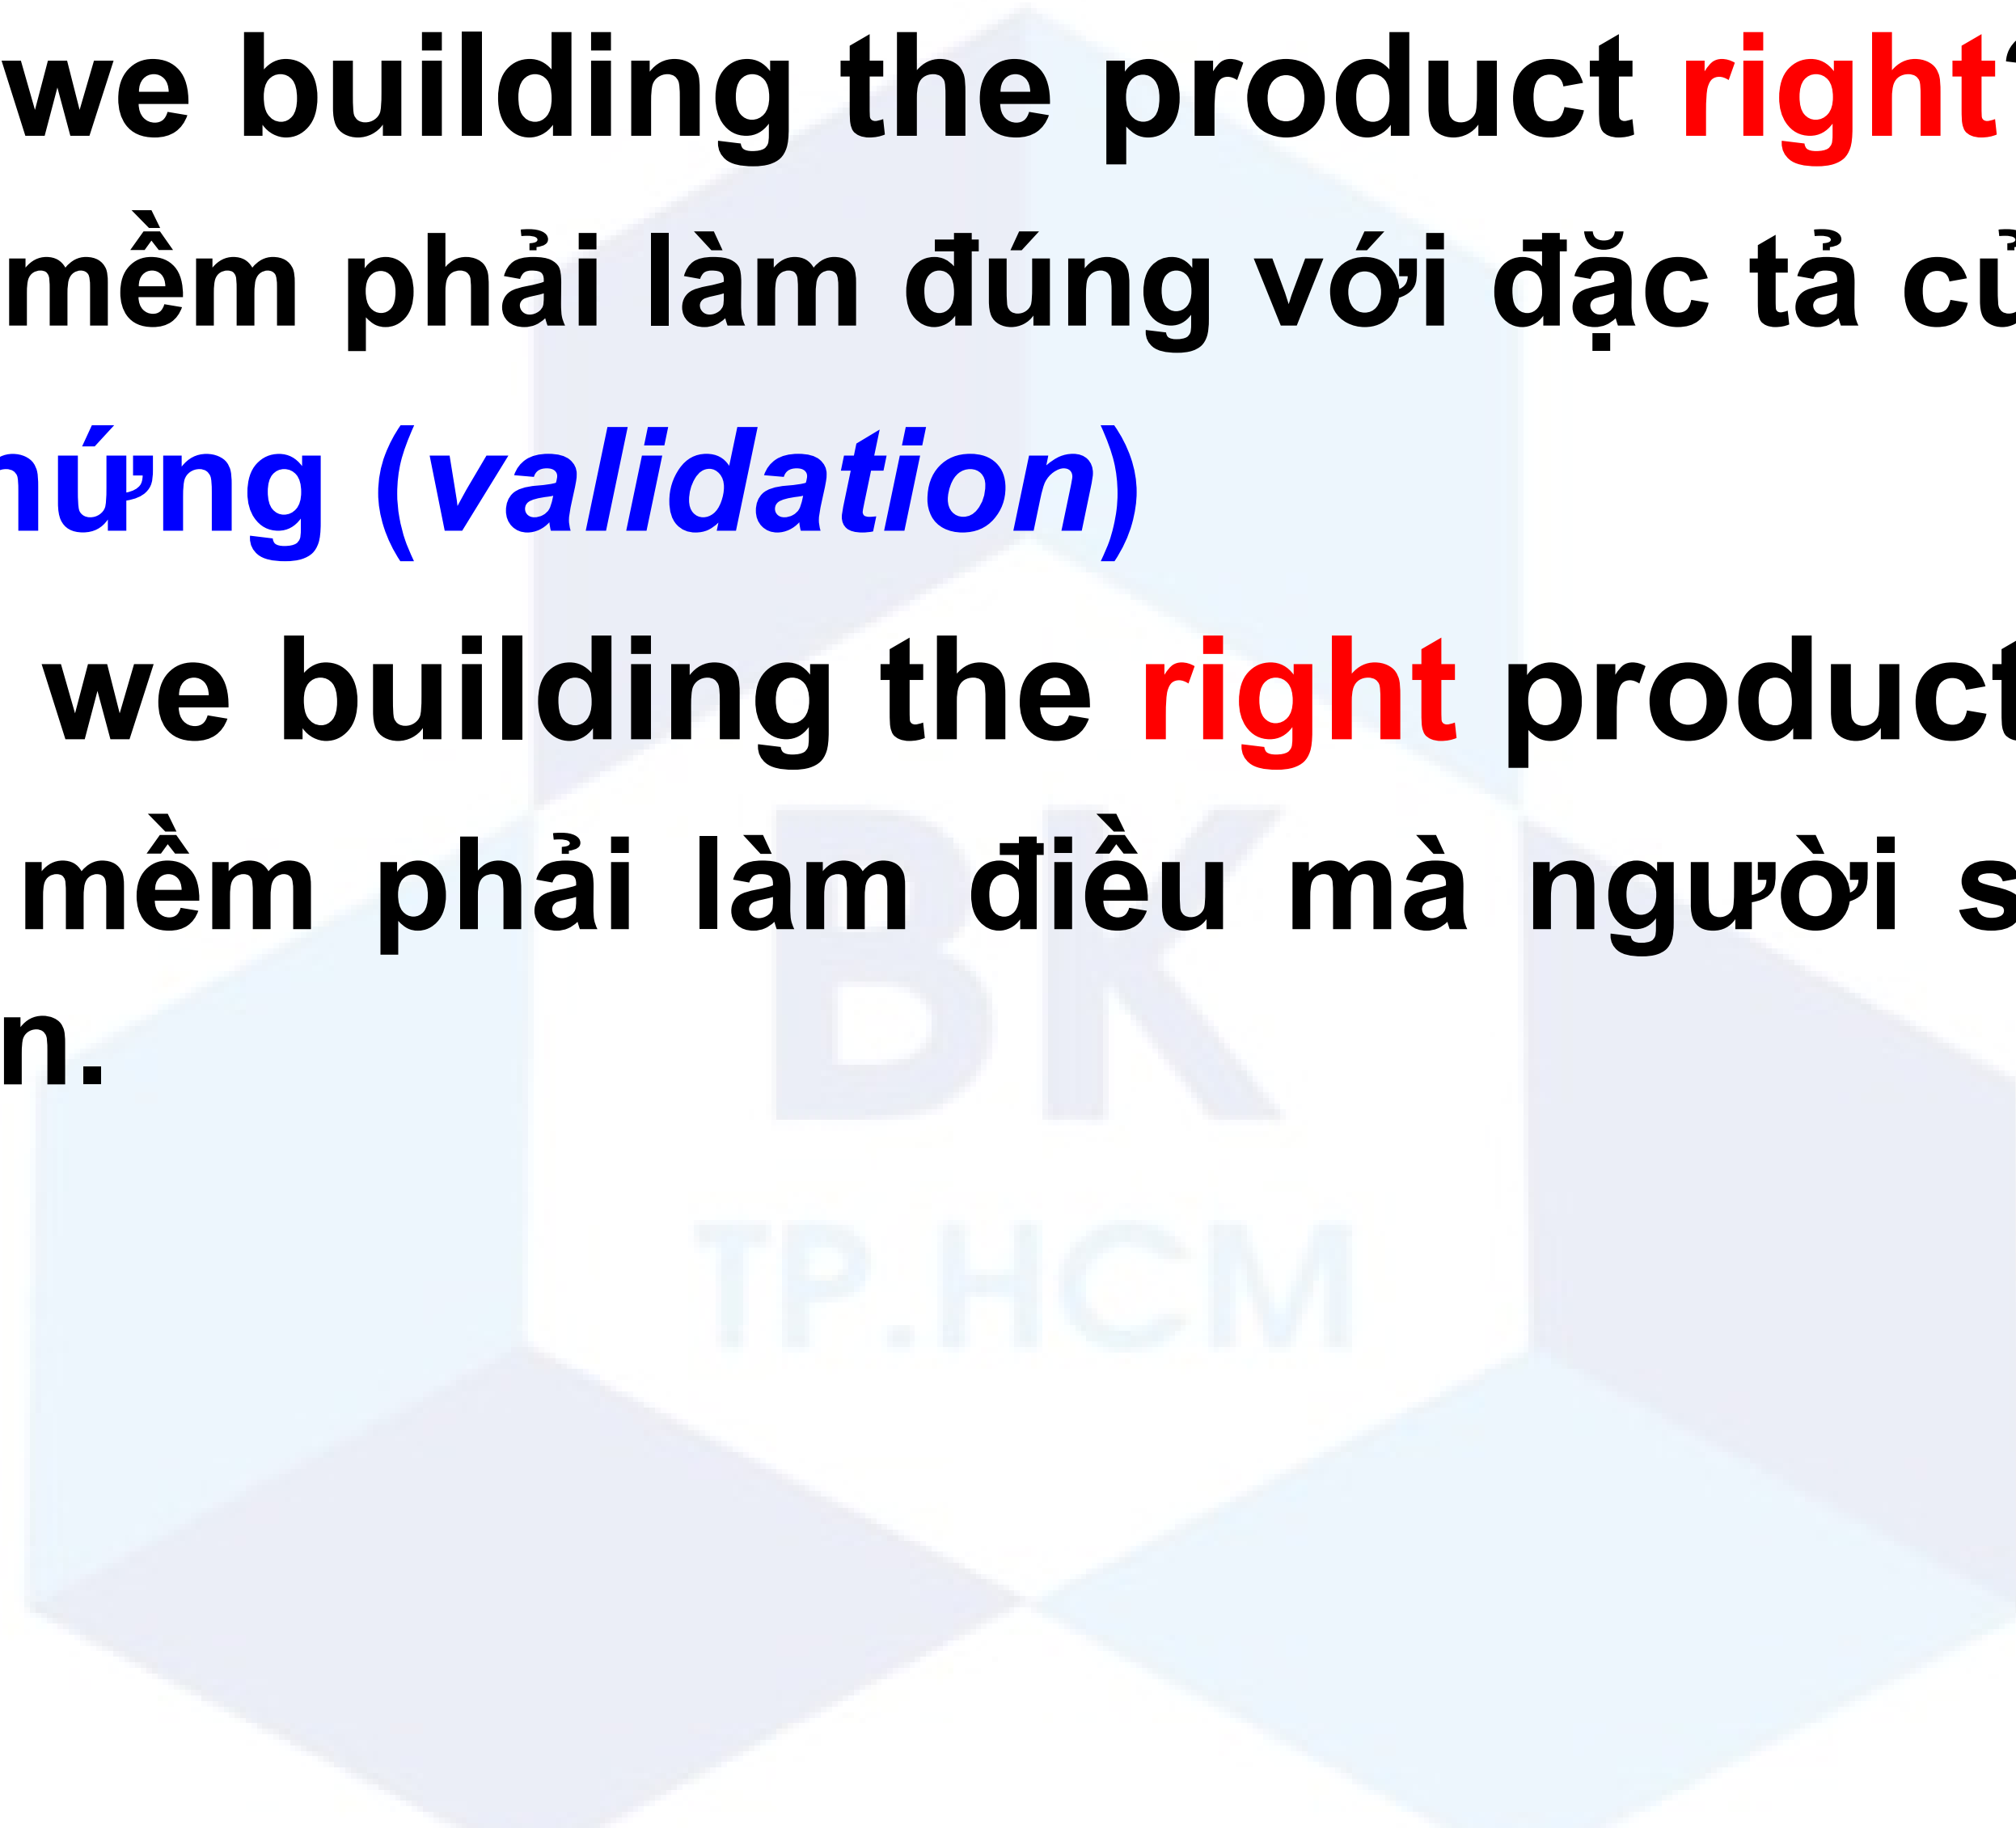 we building the product right?
mềm phải làm đúng với đặc tả củ
hứng (validation)
we building the right product
mềm phải làm điều mà người s
n.
BK
TP.HCM